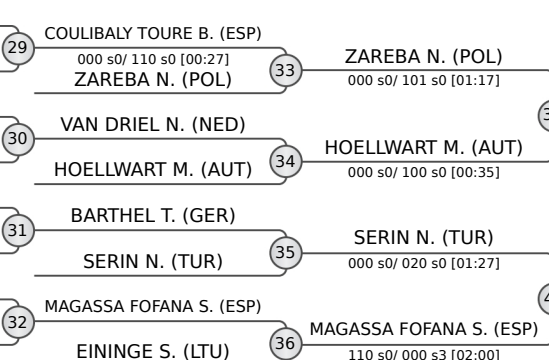 29
COULIBALY TOURE B. (ESP)
000 s0/ 110 s0 [00:27]
ZAREBA N. (POL)
33
ZAREBA N. (POL)
000 s0/ 101 s0 [01:17]
30
VAN DRIEL N. (NED)
HOELLWART M. (AUT)
34
HOELLWART M. (AUT)
000 s0/ 100 s0 [00:35]
31
BARTHEL T. (GER)
SERIN N. (TUR)
35
SERIN N. (TUR)
000 s0/ 020 s0 [01:27]
32
MAGASSA FOFANA S. (ESP)
EININGE S. (LTU)
36
MAGASSA FOFANA S. (ESP)
110 s0/ 000 s3 [02:00]